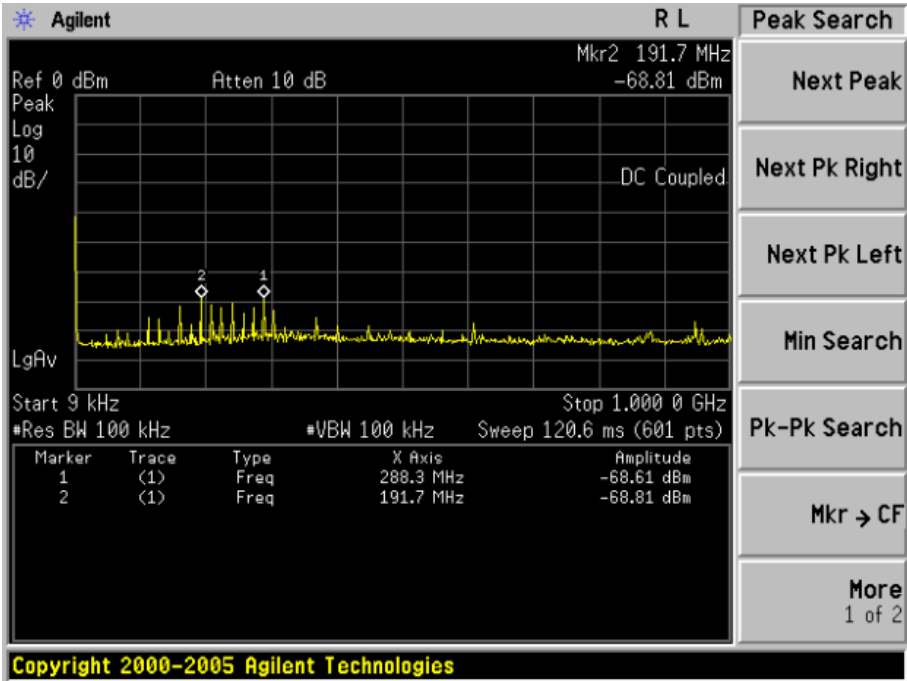 Agilent R L Peak Search
Mkr2 191.7 MHz
Ref 0 dBm Atten 10 dB -68.81 dBm
Peak
Log
10
dB/
DC Coupled
2 1
LgAv
Start 9 kHz Stop 1.000 0 GHz
#Res BW 100 kHz #VBW 100 kHz Sweep 120.6 ms (601 pts)
Marker Trace Type X Axis Amplitude
1 (1) Freq 288.3 MHz -68.61 dBm
2 (1) Freq 191.7 MHz -68.81 dBm
Next Peak
Next Pk Right
Next Pk Left
Min Search
Pk-Pk Search
Mkr → CF
More
1 of 2
Copyright 2000-2005 Agilent Technologies